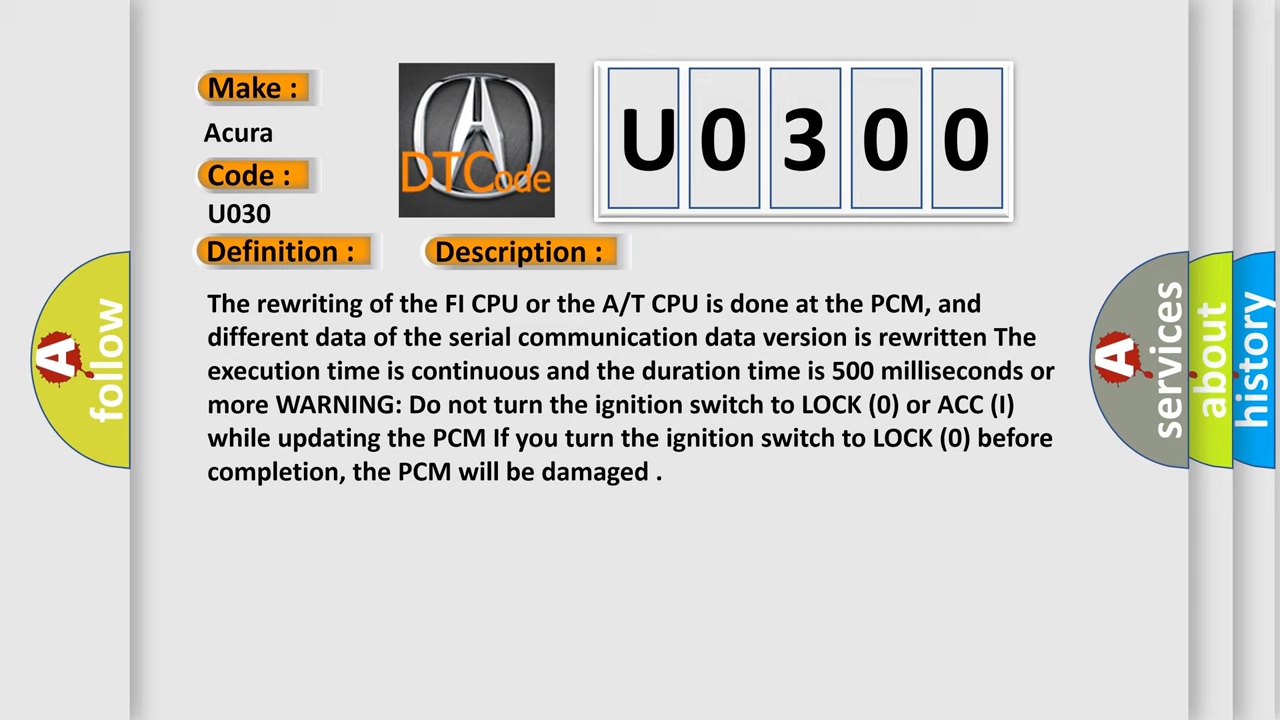 Make :
Acura
Code :
U030
Definition :
Description :
DTCode
U0300
The rewriting of the FI CPU or the A/T CPU is done at the PCM, and
different data of the serial communication data version is rewritten The
execution time is continuous and the duration time is 500 milliseconds or
more WARNING: Do not turn the ignition switch to LOCK (0) or ACC (I)
while updating the PCM If you turn the ignition switch to LOCK (0) before
completion, the PCM will be damaged .
A
follow
A
services
about
history